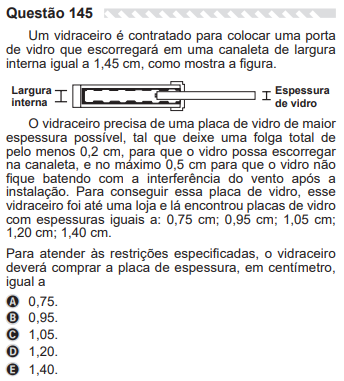 Questão 145
Um vidraceiro é contratado para colocar uma porta
de vidro que escorregará em uma canaleta de largura
interna igual a 1,45 cm, como mostra a figura.
Largura
interna
Espessura
de vidro
O vidraceiro precisa de uma placa de vidro de maior
espessura possível, tal que deixe uma folga total de
pelo menos 0,2 cm, para que o vidro possa escorregar
na canaleta, e no máximo 0,5 cm para que o vidro não
fique batendo com a interferência do vento após a
instalação. Para conseguir essa placa de vidro, esse
vidraceiro foi até uma loja e lá encontrou placas de vidro
com espessuras iguais a: 0,75 cm; 0,95 cm; 1,05 cm;
1,20 cm; 1,40 cm.
Para atender às restrições especificadas, o vidraceiro
deverá comprar a placa de espessura, em centímetro,
igual a
A 0,75.
B 0,95.
C 1,05.
D 1,20.
E 1,40.